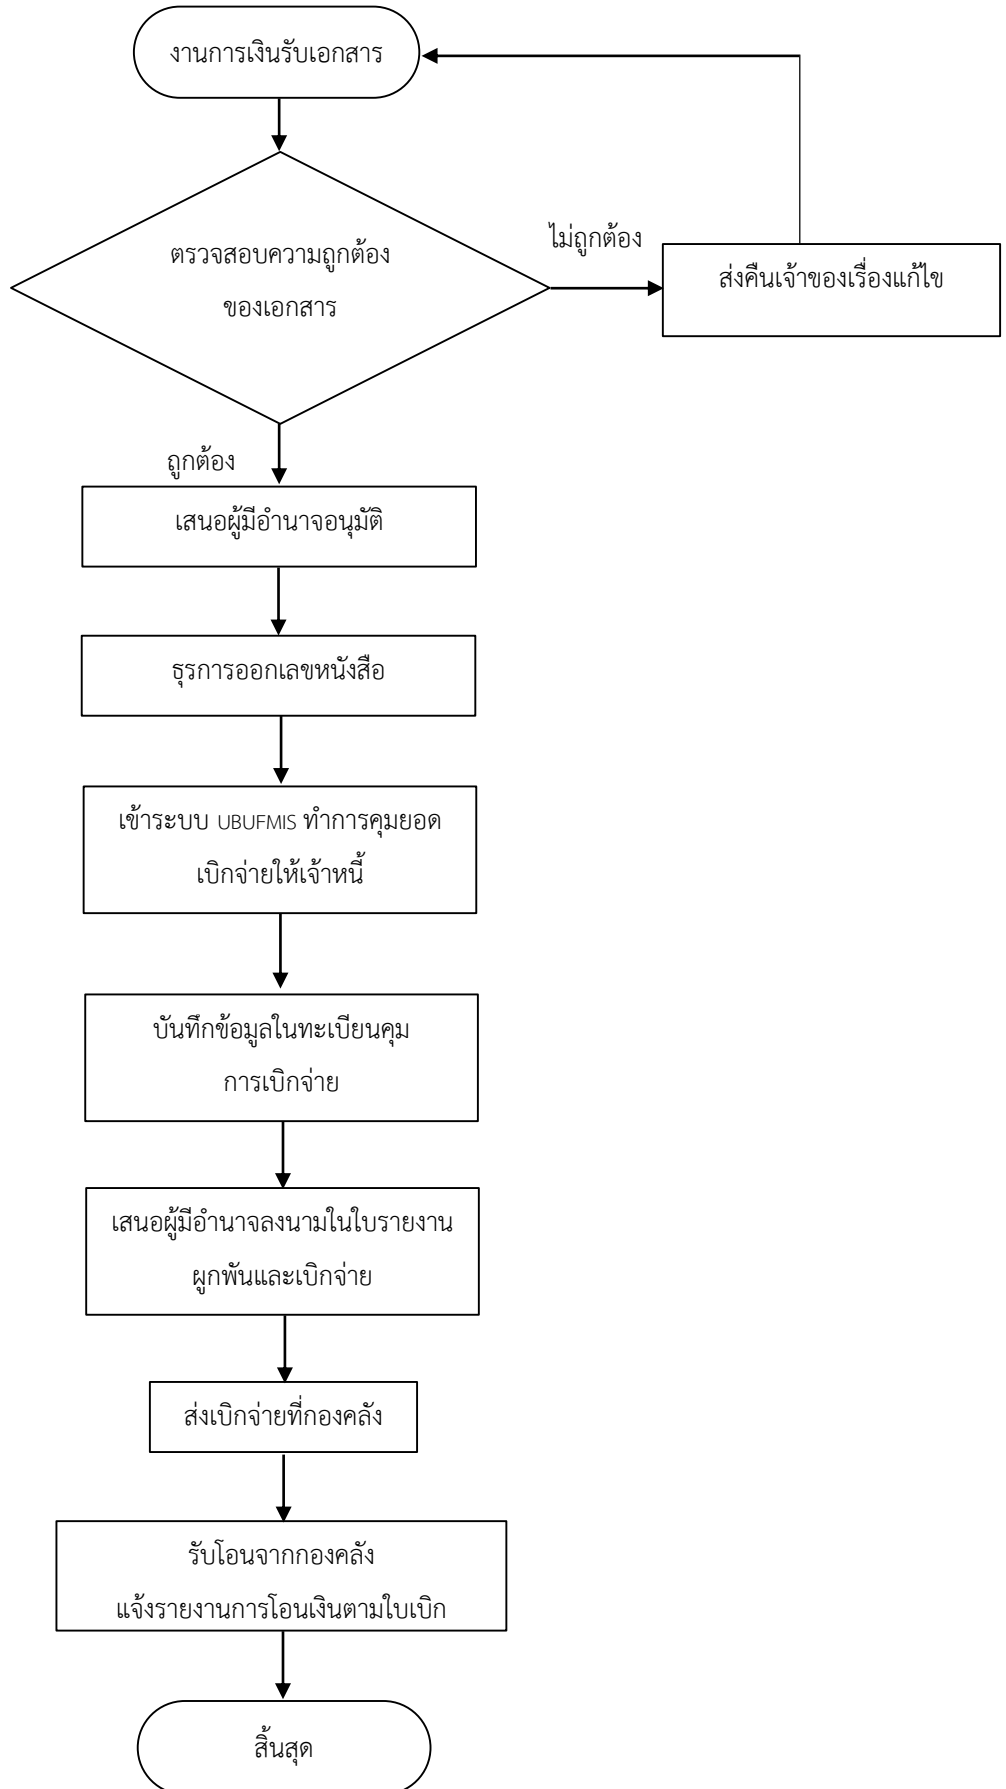 งานการเงินรับเอกสาร
ตรวจสอบความถูกต้อง
ของเอกสาร
ไม่ถูกต้อง
ส่งคืนเจ้าของเรื่องแก้ไข
ถูกต้อง
เสนอผู้มีอำนาจอนุมัติ
ธุรการออกเลขหนังสือ
เข้าระบบ UBUFMIS ทำการคุมยอด
เบิกจ่ายให้เจ้าหนี้
บันทึกข้อมูลในทะเบียนคุม
การเบิกจ่าย
เสนอผู้มีอำนาจลงนามในใบรายงาน
ผูกพันและเบิกจ่าย
ส่งเบิกจ่ายที่กองคลัง
รับโอนจากกองคลัง
แจ้งรายงานการโอนเงินตามใบเบิก
สิ้นสุด